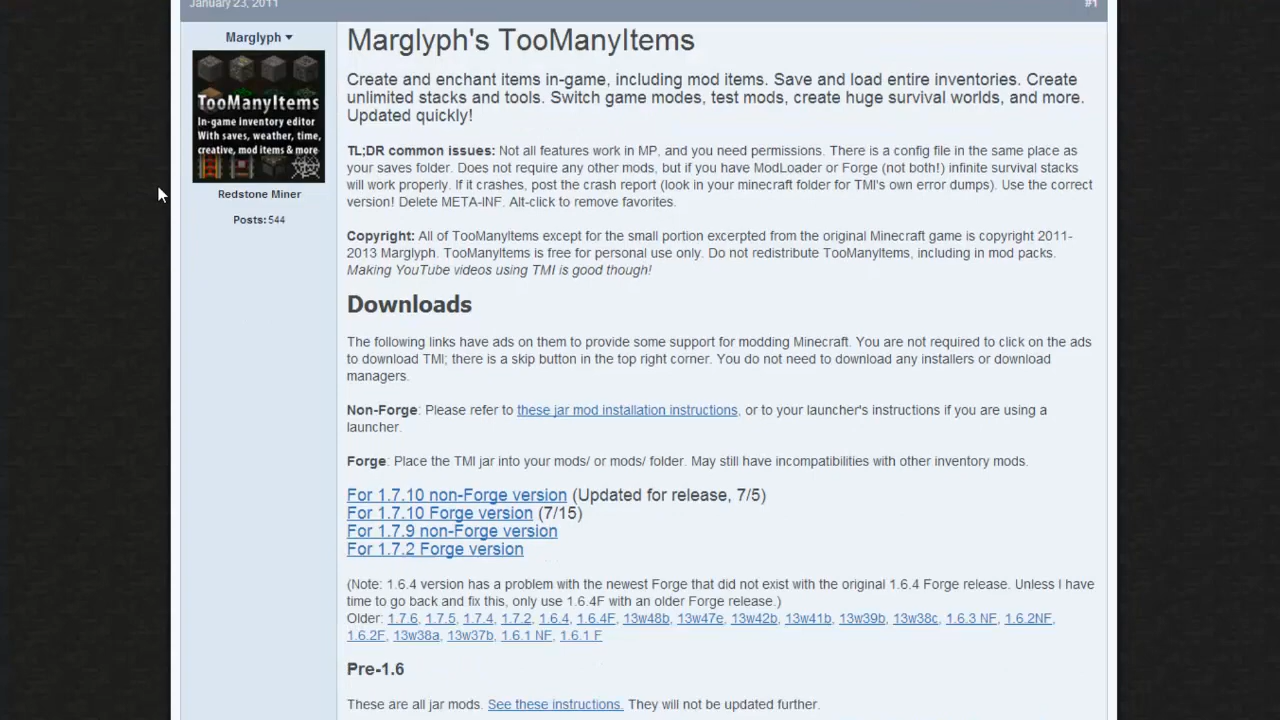 January 23, 2011
#1
Marglyph
TooManyItems
In-game inventory editor
With saves, weather, time,
creative, mod items & more
Redstone Miner
Posts: 544
Marglyph's TooManyItems
Create and enchant items in-game, including mod items. Save and load entire inventories. Create
unlimited stacks and tools. Switch game modes, test mods, create huge survival worlds, and more.
Updated quickly!
TL;DR common issues: Not all features work in MP, and you need permissions. There is a config file in the same place as
your saves folder. Does not require any other mods, but if you have ModLoader or Forge (not both!) infinite survival stacks
will work properly. If it crashes, post the crash report (look in your minecraft folder for TMI's own error dumps). Use the correct
version! Delete META-INF. Alt-click to remove favorites.
Copyright: All of TooManyItems except for the small portion excerpted from the original Minecraft game is copyright 2011-
2013 Marglyph. TooManyItems is free for personal use only. Do not redistribute TooManyItems, including in mod packs.
Making YouTube videos using TMI is good though!
Downloads
The following links have ads on them to provide some support for modding Minecraft. You are not required to click on the ads
to download TMI; there is a skip button in the top right corner. You do not need to download any installers or download
managers.
Non-Forge: Please refer to these jar mod installation instructions, or to your launcher's instructions if you are using a
launcher.
Forge: Place the TMI jar into your mods/ or mods/ folder. May still have incompatibilities with other inventory mods.
For 1.7.10 non-Forge version (Updated for release, 7/5)
For 1.7.10 Forge version (7/15)
For 1.7.9 non-Forge version
For 1.7.2 Forge version
(Note: 1.6.4 version has a problem with the newest Forge that did not exist with the original 1.6.4 Forge release. Unless I have
time to go back and fix this, only use 1.6.4F with an older Forge release.)
Older: 1.7.6, 1.7.5, 1.7.4, 1.7.2, 1.6.4, 1.6.4F, 13w48b, 13w47e, 13w42b, 13w41b, 13w39b, 13w38c, 1.6.3 NF, 1.6.2NF,
1.6.2F, 13w38a, 13w37b, 1.6.1 NF, 1.6.1 F
Pre-1.6
These are all jar mods. See these instructions. They will not be updated further.